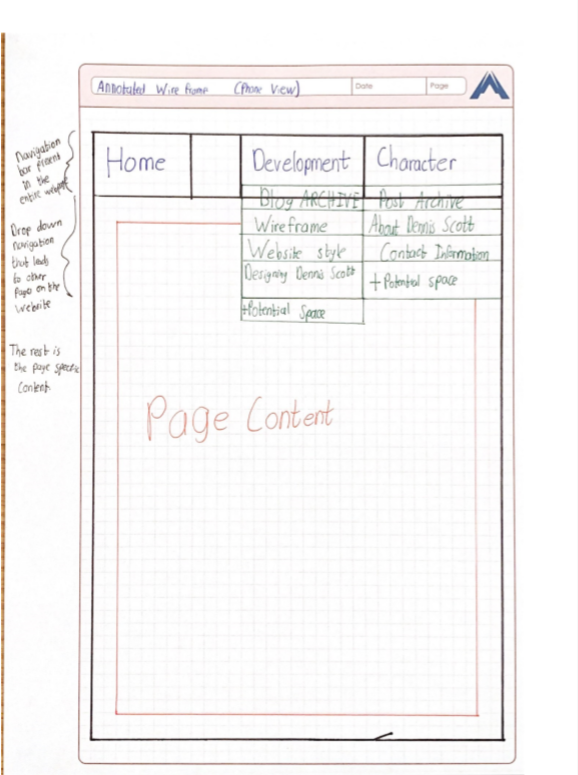 Annotated Wire frame (Phone View)
Date
Page
Navigation
bar present
in the
entire webpage
Home
Development
Character
Blog ARCHIVE
Post Archive
Wireframe
About Dennis Scott
Website style
Contact Information
Designing Dennis Scott
+ Potential space
+Potential Space
Drop down
navigation
that leads
to other
Pages on the
Website
The rest is
the page specific
Content
Page Content